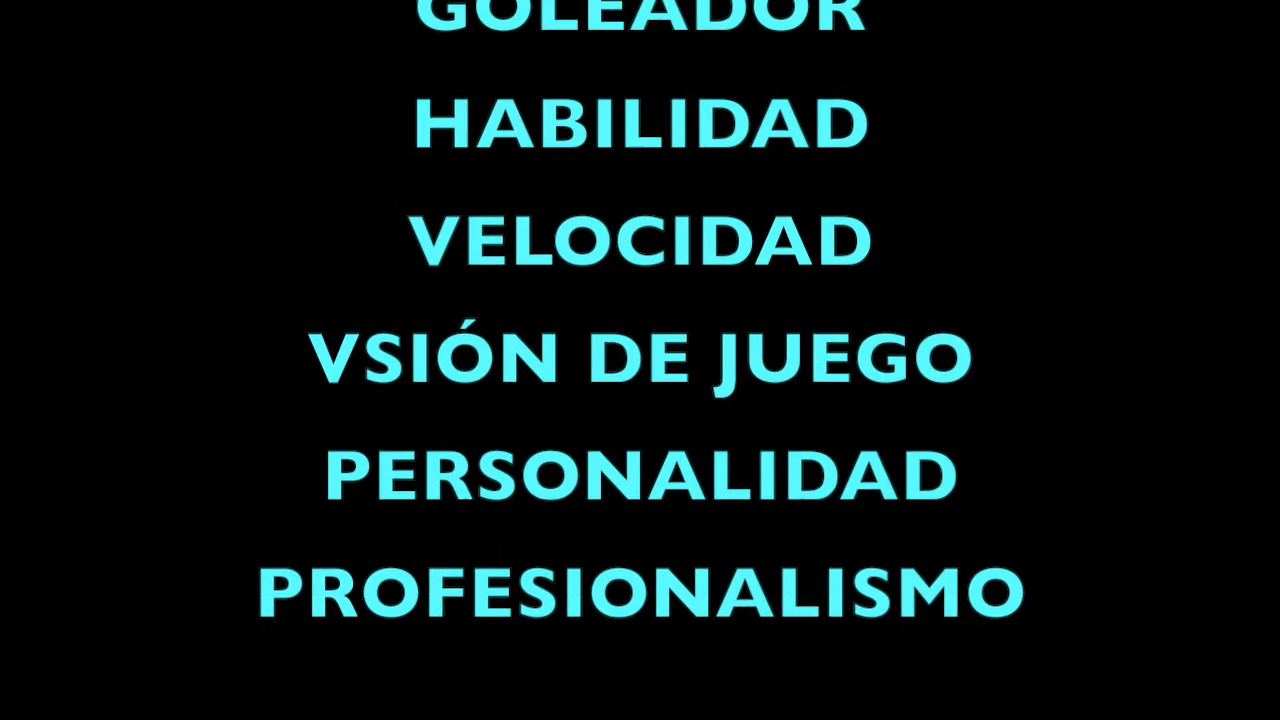 GOLEADOR
HABILIDAD
VELOCIDAD
VSIÓN DE JUEGO
PERSONALIDAD
PROFESIONALISMO